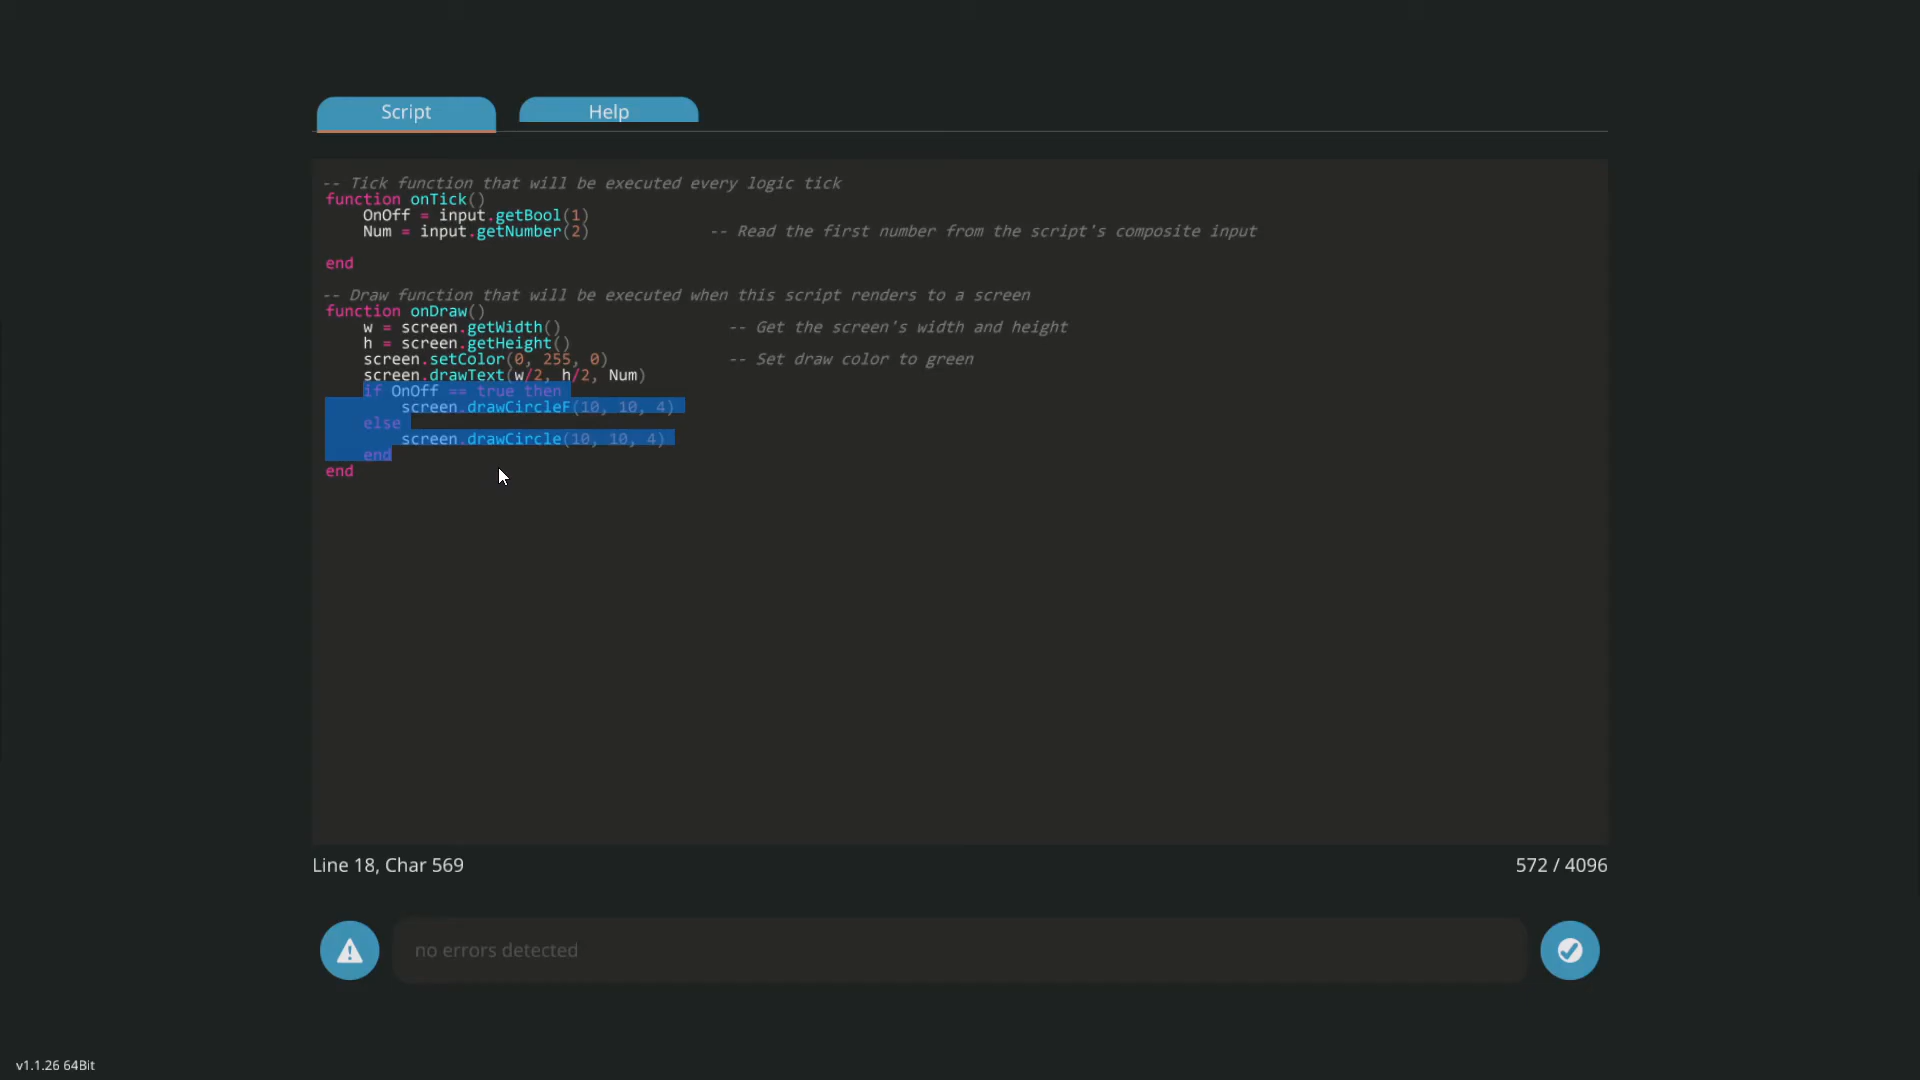 Script
Help
-- Tick function that will be executed every logic tick
function onTick()
    OnOff = input.getBool(1)
    Num = input.getNumber(2)             -- Read the first number from the script's composite input
end
-- Draw function that will be executed when this script renders to a screen
function onDraw()
    w = screen.getWidth()                  -- Get the screen's width and height
    h = screen.getHeight()
    screen.setColor(0, 255, 0)             -- Set draw color to green
    screen.drawText(w/2, h/2, Num)
    if OnOff == true then
        screen.drawCircleF(10, 10, 4)
    else
        screen.drawCircle(10, 10, 4)
    end
end
Line 18, Char 569
572 / 4096
no errors detected
v1.1.26 64Bit